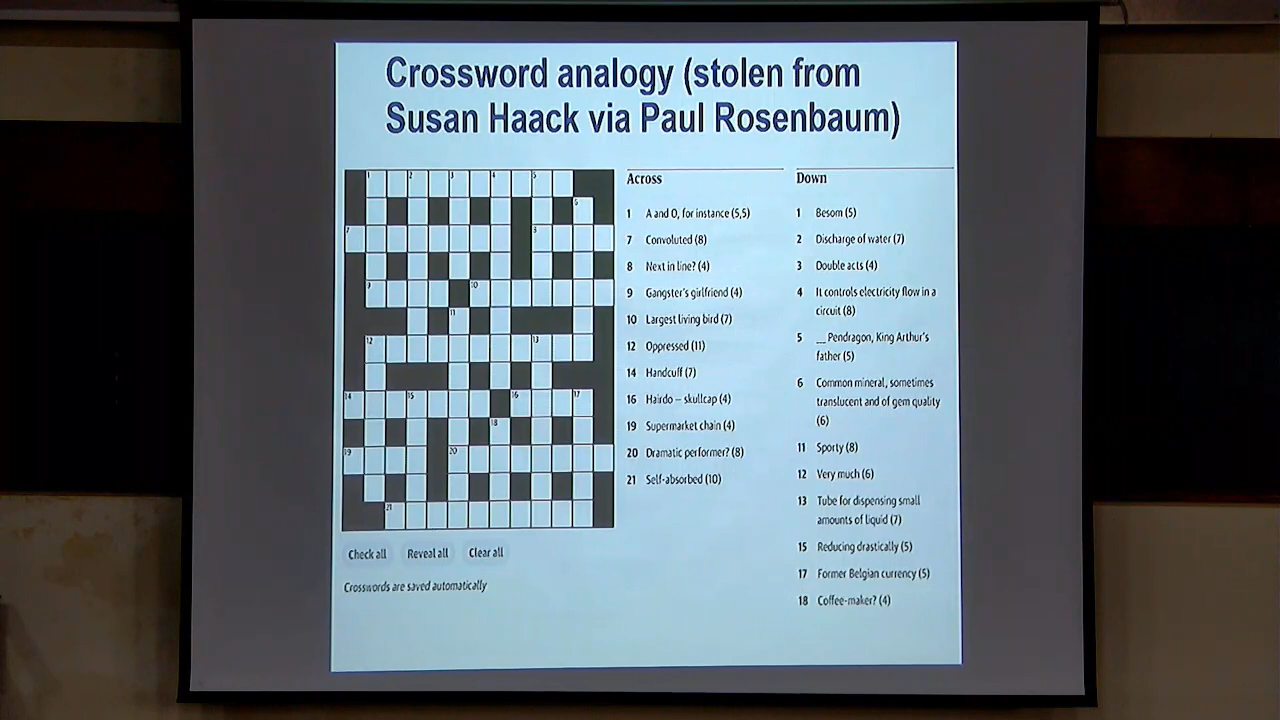 Crossword analogy (stolen from
Susan Haack via Paul Rosenbaum)
Across
1 A and O, for instance (5,5)
7 Convoluted (8)
8 Next in line? (4)
9 Gangster's girlfriend (4)
10 Largest living bird (7)
12 Oppressed (11)
14 Handcuff (7)
16 Hairdo – skullcap (4)
19 Supermarket chain (4)
20 Dramatic performer? (8)
21 Self-absorbed (10)
Down
1 Besom (5)
2 Discharge of water (7)
3 Double acts (4)
4 It controls electricity flow in a
circuit (8)
5 __ Pendragon, King Arthur's
father (5)
6 Common mineral, sometimes
translucent and of gem quality
(6)
11 Sporty (8)
12 Very much (6)
13 Tube for dispensing small
amounts of liquid (7)
15 Reducing drastically (5)
17 Former Belgian currency (5)
18 Coffee-maker? (4)
Check all Reveal all Clear all
Crosswords are saved automatically